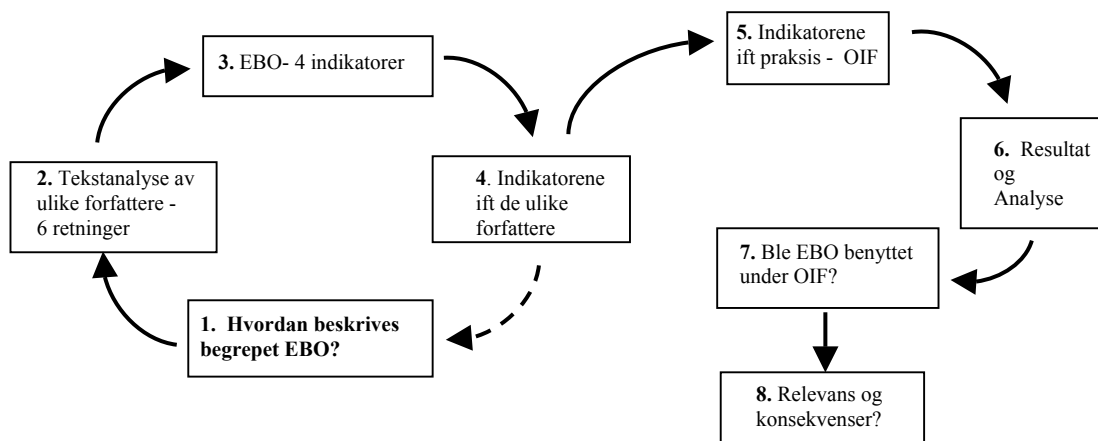 1. Hvordan beskrives
begrepet EBO?
2. Tekstanalyse av
ulike forfattere -
6 retninger
3. EBO- 4 indikatorer
4. Indikatorene
ift de ulike
forfattere
5. Indikatorene
ift praksis - OIF
6. Resultat
og
Analyse
7. Ble EBO benyttet
under OIF?
8. Relevans og
konsekvenser?